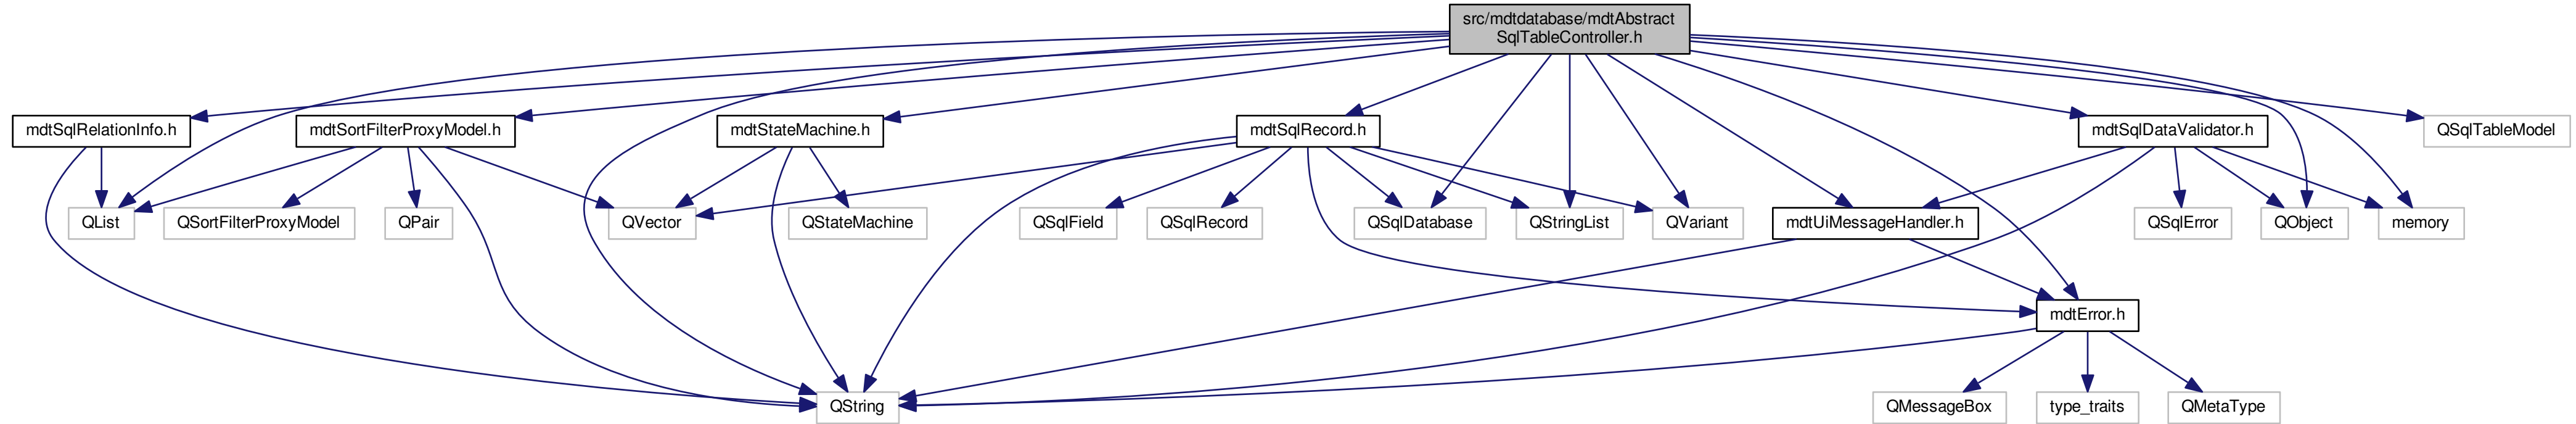 src/mdtdatabase/mdtAbstract
SqlTableController.h
mdtSqlRelationInfo.h
mdtSortFilterProxyModel.h
mdtStateMachine.h
mdtSqlRecord.h
mdtSqlDataValidator.h
QSqlTableModel
QList
QSortFilterProxyModel
QPair
QVector
QStateMachine
QSqlField
QSqlRecord
QSqlDatabase
QStringList
QVariant
mdtUiMessageHandler.h
QSqlError
QObject
memory
mdtError.h
QString
QMessageBox
type_traits
QMetaType